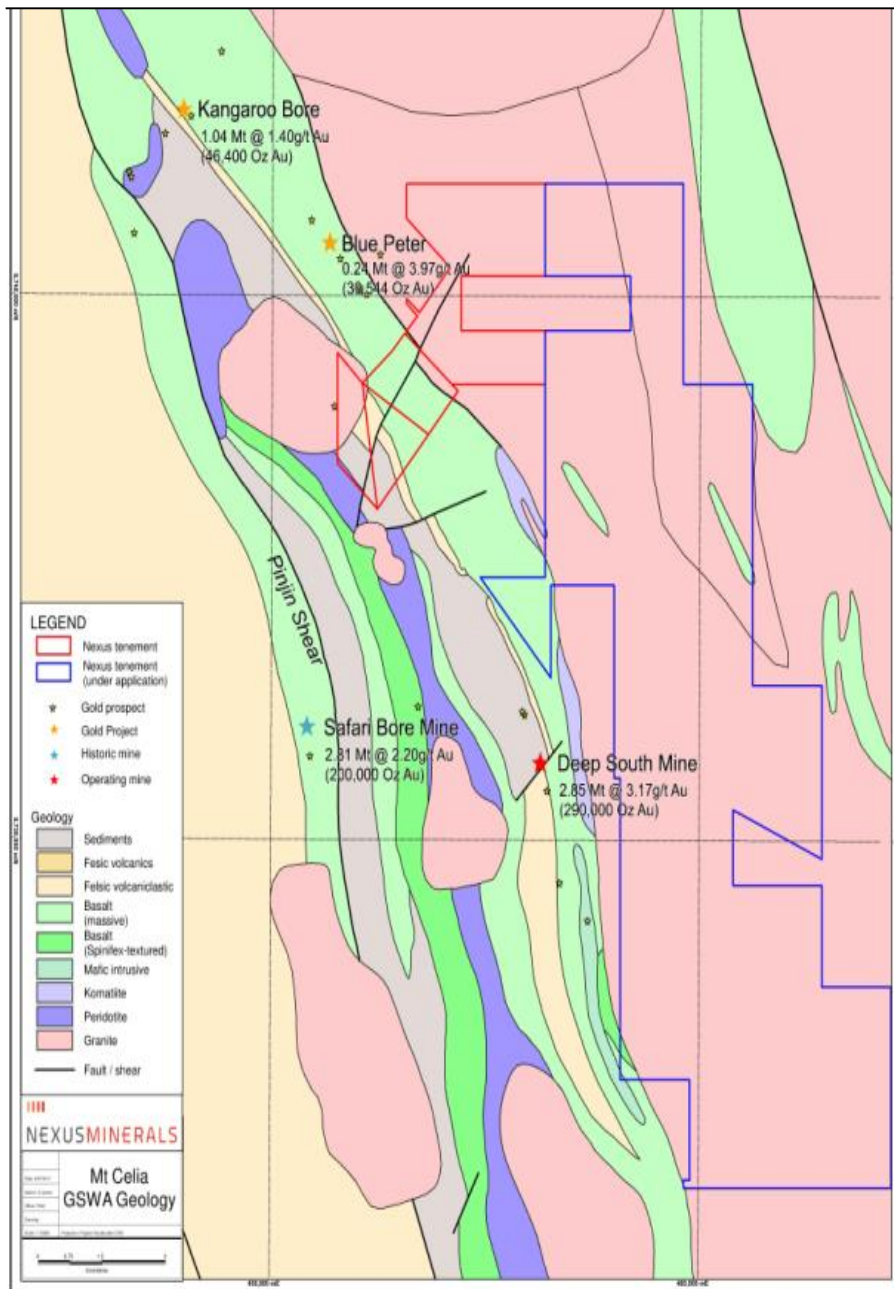 Kangaroo Bore
1.04 Mt @ 1.40g/t Au
(46,400 Oz Au)
Blue Peter
0.24 Mt @ 3.97g/t Au
Oz Au)
Pinjin Shear
Safari Bore Mine
2.81 Mt @ 2.20g/t Au
(200,000 Oz Au)
Deep South Mine
2.85 Mt @ 3.17g/t Au
(290,000 Oz Au)
LEGEND
Nexus tenement
Nexus tenement
(under application)
Gold prospect
Gold Project
Historic mine
Operating mine
Geology
Sediments
Fesic volcanics
Felsic volcaniclastic
Basalt
(massive)
Basalt
(Spinifex-textured)
Mafic intrusive
Komatiite
Peridotite
Granite
Fault / shear
NEXUSMINERALS
Mt Celia
GSWA Geology